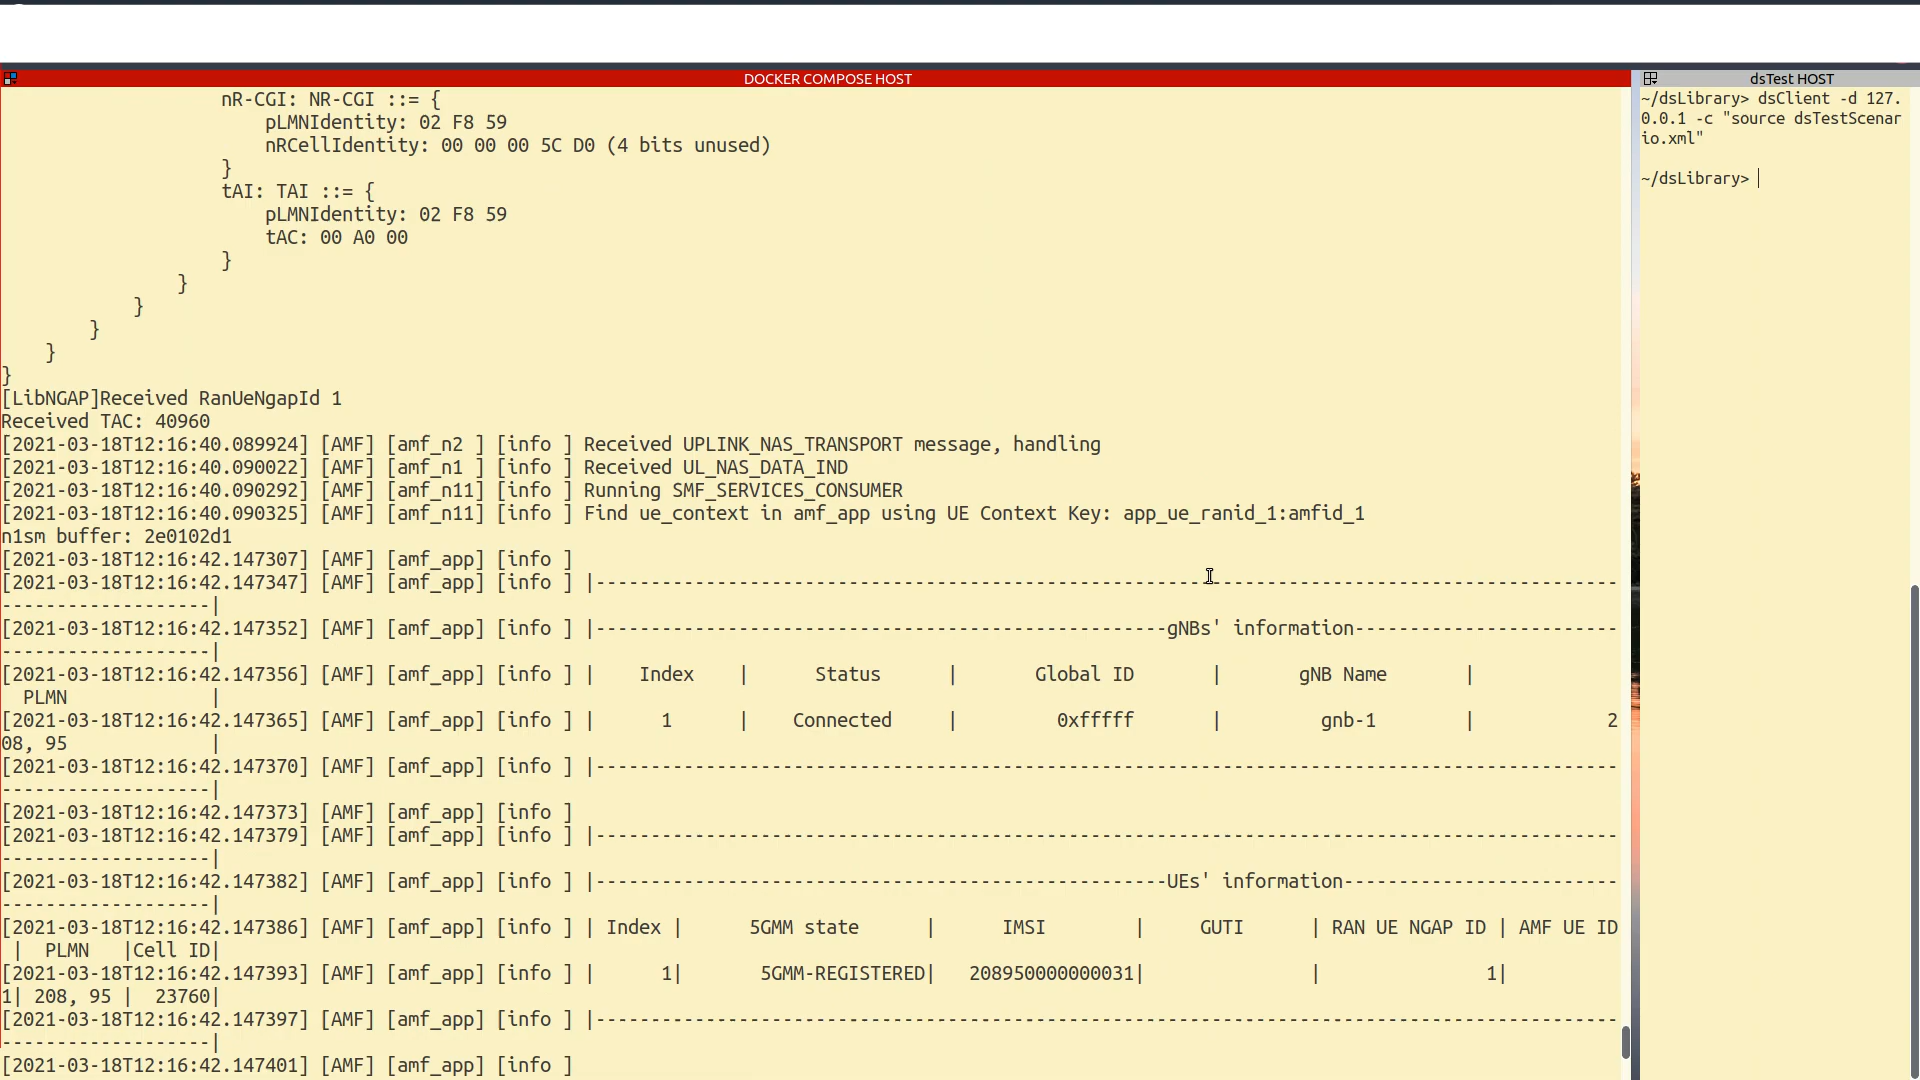 DOCKER COMPOSE HOST
nR-CGI: NR-CGI ::= {
pLMNIdentity: 02 F8 59
nRCellIdentity: 00 00 00 5C D0 (4 bits unused)
}
tAI: TAI ::= {
pLMNIdentity: 02 F8 59
tAC: 00 A0 00
}
}
}
}
}
}
[LibNGAP]Received RanUeNgapId 1
Received TAC: 40960
[2021-03-18T12:16:40.089924] [AMF] [amf_n2 ] [info ] Received UPLINK_NAS_TRANSPORT message, handling
[2021-03-18T12:16:40.090022] [AMF] [amf_n1 ] [info ] Received UL_NAS_DATA_IND
[2021-03-18T12:16:40.090292] [AMF] [amf_n11] [info ] Running SMF_SERVICES_CONSUMER
[2021-03-18T12:16:40.090325] [AMF] [amf_n11] [info ] Find ue_context in amf_app using UE Context Key: app_ue_ranid_1:amfid_1
n1sm buffer: 2e0102d1
[2021-03-18T12:16:42.147307] [AMF] [amf_app] [info ]
[2021-03-18T12:16:42.147347] [AMF] [amf_app] [info ] |---------------------------------------------------------------------------------------------
-------------------|
[2021-03-18T12:16:42.147352] [AMF] [amf_app] [info ] |----------------------------------------------------gNBs' information------------------------
-------------------|
[2021-03-18T12:16:42.147356] [AMF] [amf_app] [info ] |    Index    |      Status      |       Global ID       |       gNB Name       |
  PLMN             |
[2021-03-18T12:16:42.147365] [AMF] [amf_app] [info ] |      1      |    Connected     |         0xfffff       |         gnb-1        |            2
08, 95             |
[2021-03-18T12:16:42.147370] [AMF] [amf_app] [info ] |---------------------------------------------------------------------------------------------
-------------------|
[2021-03-18T12:16:42.147373] [AMF] [amf_app] [info ]
[2021-03-18T12:16:42.147379] [AMF] [amf_app] [info ] |---------------------------------------------------------------------------------------------
-------------------|
[2021-03-18T12:16:42.147382] [AMF] [amf_app] [info ] |----------------------------------------------------UEs' information-------------------------
-------------------|
[2021-03-18T12:16:42.147386] [AMF] [amf_app] [info ] | Index |      5GMM state      |      IMSI        |     GUTI      | RAN UE NGAP ID | AMF UE ID
 |  PLMN   |Cell ID|
[2021-03-18T12:16:42.147393] [AMF] [amf_app] [info ] |      1|       5GMM-REGISTERED|   208950000000031|               |               1|
1| 208, 95 |  23760|
[2021-03-18T12:16:42.147397] [AMF] [amf_app] [info ] |---------------------------------------------------------------------------------------------
-------------------|
[2021-03-18T12:16:42.147401] [AMF] [amf_app] [info ]
dsTest HOST
~/dsLibrary> dsClient -d 127.
0.0.1 -c "source dsTestScenar
io.xml"
~/dsLibrary>